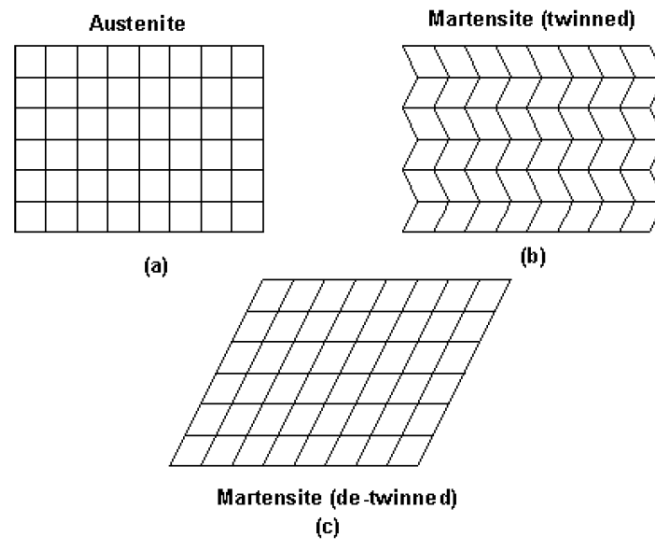 Austenite
Martensite (twinned)
(a)
(b)
Martensite (de-twinned)
(c)